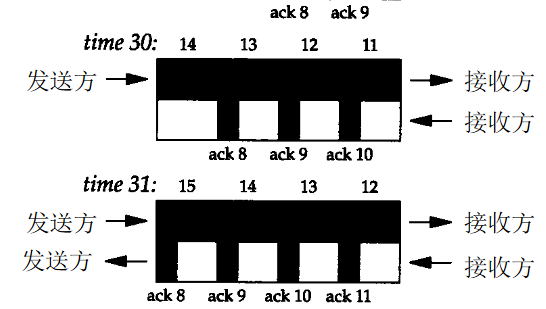 ack 8 ack 9
time 30: 14 13 12 11
发送方 接收方
接收方
ack 8 ack 9 ack 10
time 31: 15 14 13 12
发送方 接收方
发送方 接收方
ack 8 ack 9 ack 10 ack 11